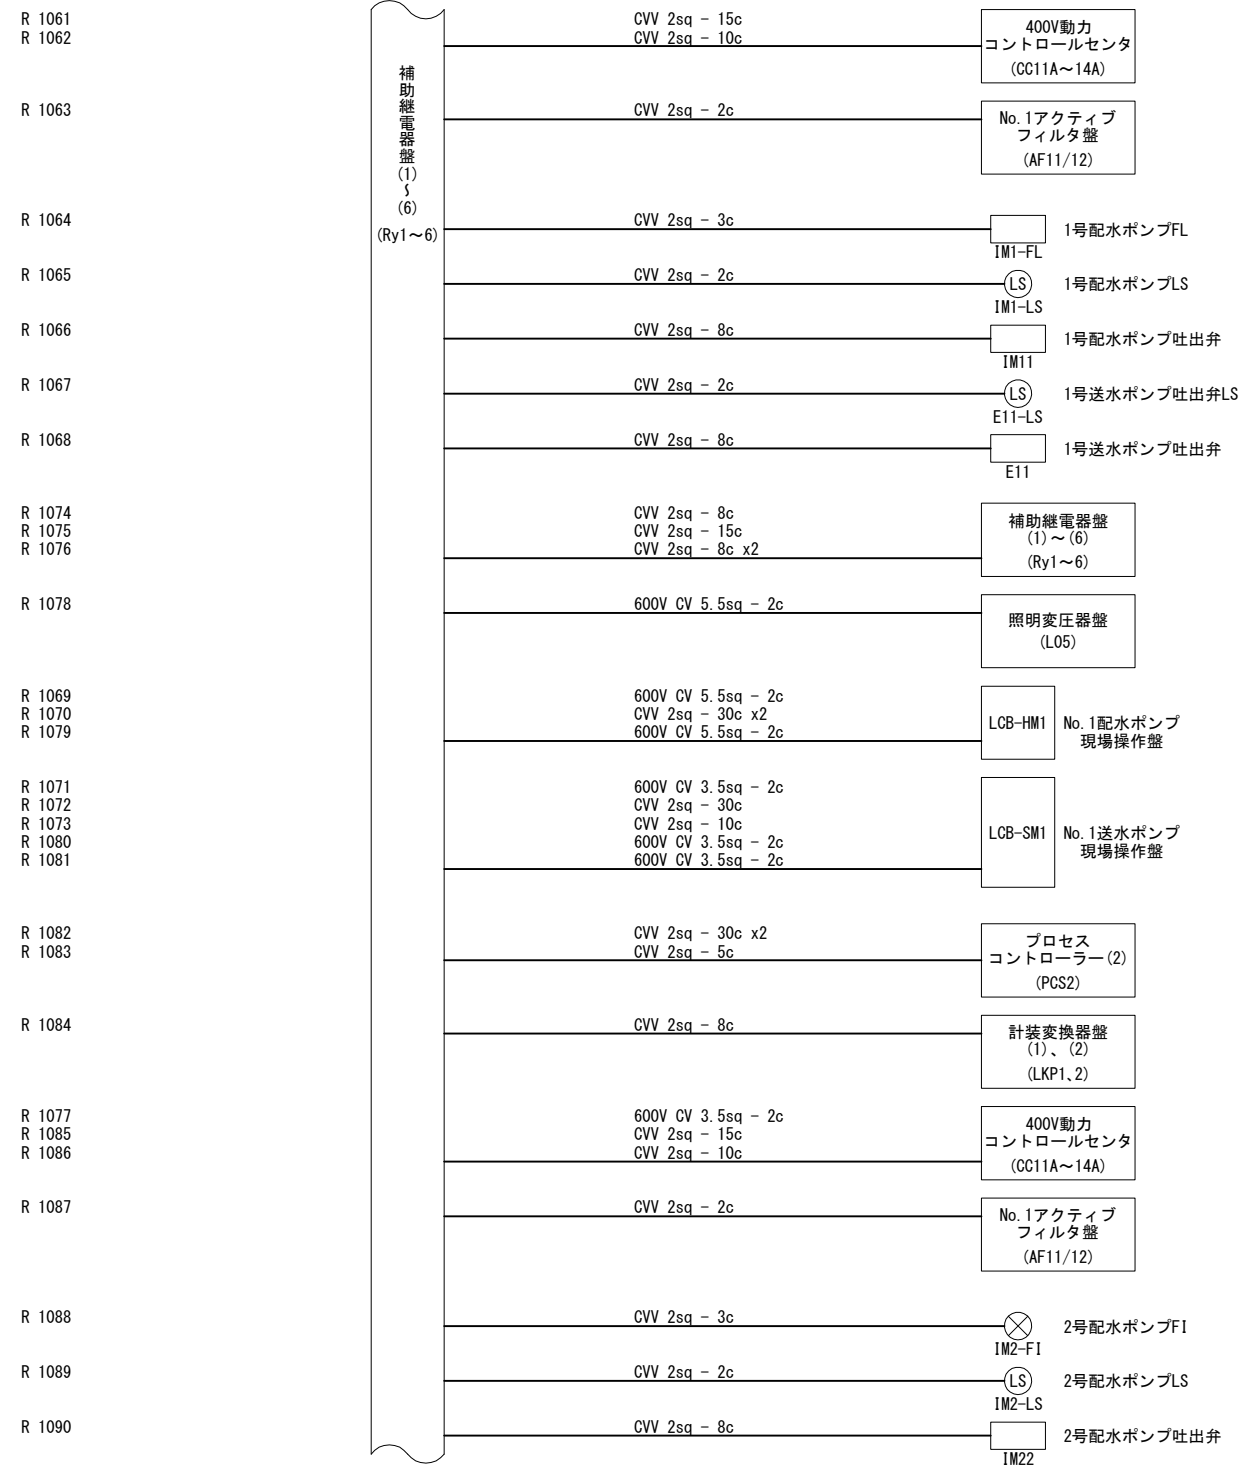 R 1061
CVV 2sq - 15c
R 1062
CVV 2sq - 10c
400V動力
コントロールセンタ
(CC11A～14A)
補助継電器盤
(1)
～
(6)
(Ry1～6)
R 1063
CVV 2sq - 2c
No.1アクティブ
フィルタ盤
(AF11/12)
R 1064
CVV 2sq - 3c
1号配水ポンプFL
IM1-FL
R 1065
CVV 2sq - 2c
LS
1号配水ポンプLS
IM1-LS
R 1066
CVV 2sq - 8c
1号配水ポンプ吐出弁
IM11
R 1067
CVV 2sq - 2c
LS
1号送水ポンプ吐出弁LS
E11-LS
R 1068
CVV 2sq - 8c
1号送水ポンプ吐出弁
E11
R 1074
CVV 2sq - 8c
R 1075
CVV 2sq - 15c
R 1076
CVV 2sq - 8c x2
補助継電器盤
(1)～(6)
(Ry1～6)
R 1078
600V CV 5.5sq - 2c
照明変圧器盤
(L05)
R 1069
600V CV 5.5sq - 2c
R 1070
CVV 2sq - 30c x2
R 1079
600V CV 5.5sq - 2c
LCB-HM1
No.1配水ポンプ
現場操作盤
R 1071
600V CV 3.5sq - 2c
R 1072
CVV 2sq - 30c
R 1073
CVV 2sq - 10c
R 1080
600V CV 3.5sq - 2c
R 1081
600V CV 3.5sq - 2c
LCB-SM1
No.1送水ポンプ
現場操作盤
R 1082
CVV 2sq - 30c x2
R 1083
CVV 2sq - 5c
プロセス
コントローラー(2)
(PCS2)
R 1084
CVV 2sq - 8c
計装変換器盤
(1)、(2)
(LKP1、2)
R 1077
600V CV 3.5sq - 2c
R 1085
CVV 2sq - 15c
R 1086
CVV 2sq - 10c
400V動力
コントロールセンタ
(CC11A～14A)
R 1087
CVV 2sq - 2c
No.1アクティブ
フィルタ盤
(AF11/12)
R 1088
CVV 2sq - 3c
2号配水ポンプFI
IM2-FI
R 1089
CVV 2sq - 2c
LS
2号配水ポンプLS
IM2-LS
R 1090
CVV 2sq - 8c
2号配水ポンプ吐出弁
IM22